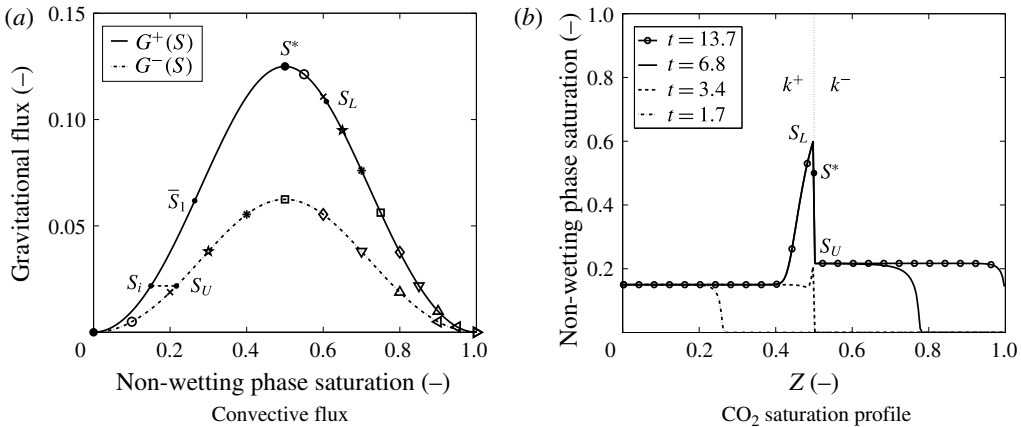 (a)
G⁺(S)
G⁻(S)
S*
S_L
S̄₁
S_i
S_U
0.15
0.10
0.05
0
0
0.2
0.4
0.6
0.8
1.0
Gravitational flux (–)
Non-wetting phase saturation (–)
Convective flux
(b)
t = 13.7
t = 6.8
t = 3.4
t = 1.7
k⁺
k⁻
S_L
S*
S_U
1.0
0.8
0.6
0.4
0.2
0
0.2
0.4
0.6
0.8
1.0
Non-wetting phase saturation (–)
Z (–)
CO₂ saturation profile